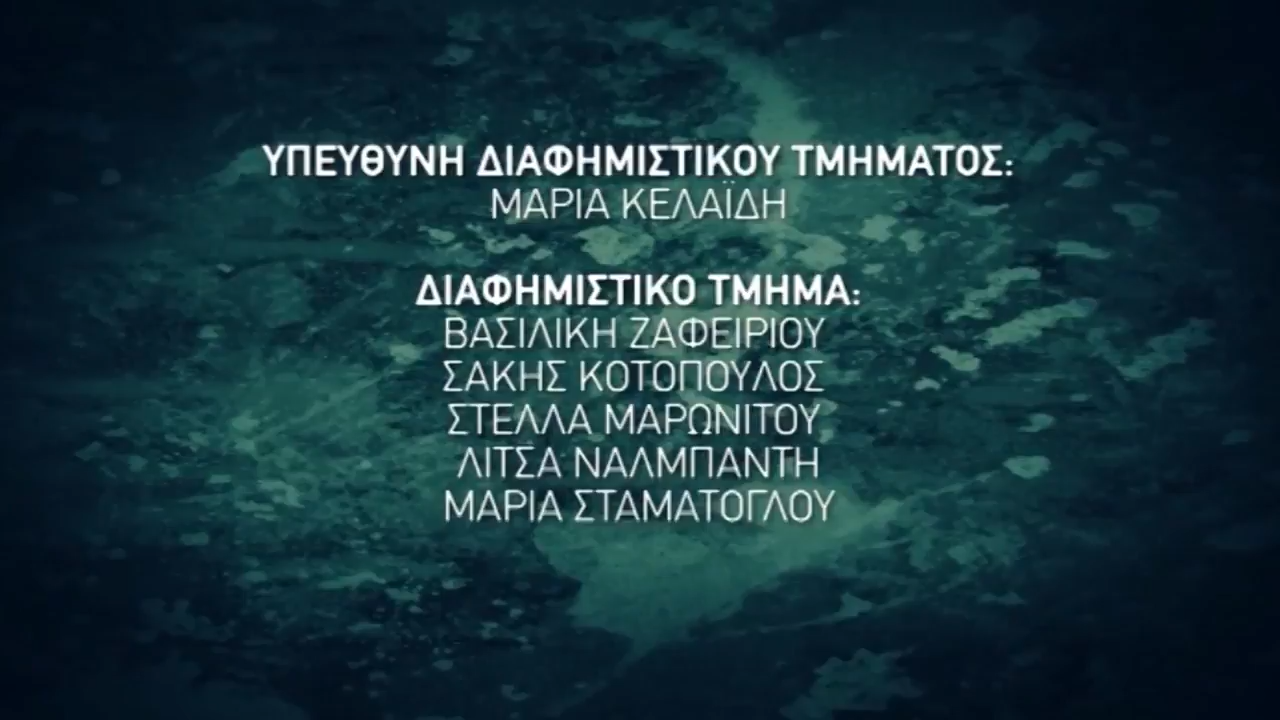 ΥΠΕΥΘΥΝΗ ΔΙΑΦΗΜΙΣΤΙΚΟΥ ΤΜΗΜΑΤΟΣ:
ΜΑΡΙΑ ΚΕΛΑΪΔΗ
ΔΙΑΦΗΜΙΣΤΙΚΟ ΤΜΗΜΑ:
ΒΑΣΙΛΙΚΗ ΖΑΦΕΙΡΙΟΥ
ΣΑΚΗΣ ΚΟΤΟΠΟΥΛΟΣ
ΣΤΕΛΛΑ ΜΑΡΩΝΙΤΟΥ
ΛΙΤΣΑ ΝΑΛΜΠΑΝΤΗ
ΜΑΡΙΑ ΣΤΑΜΑΤΟΓΛΟΥ